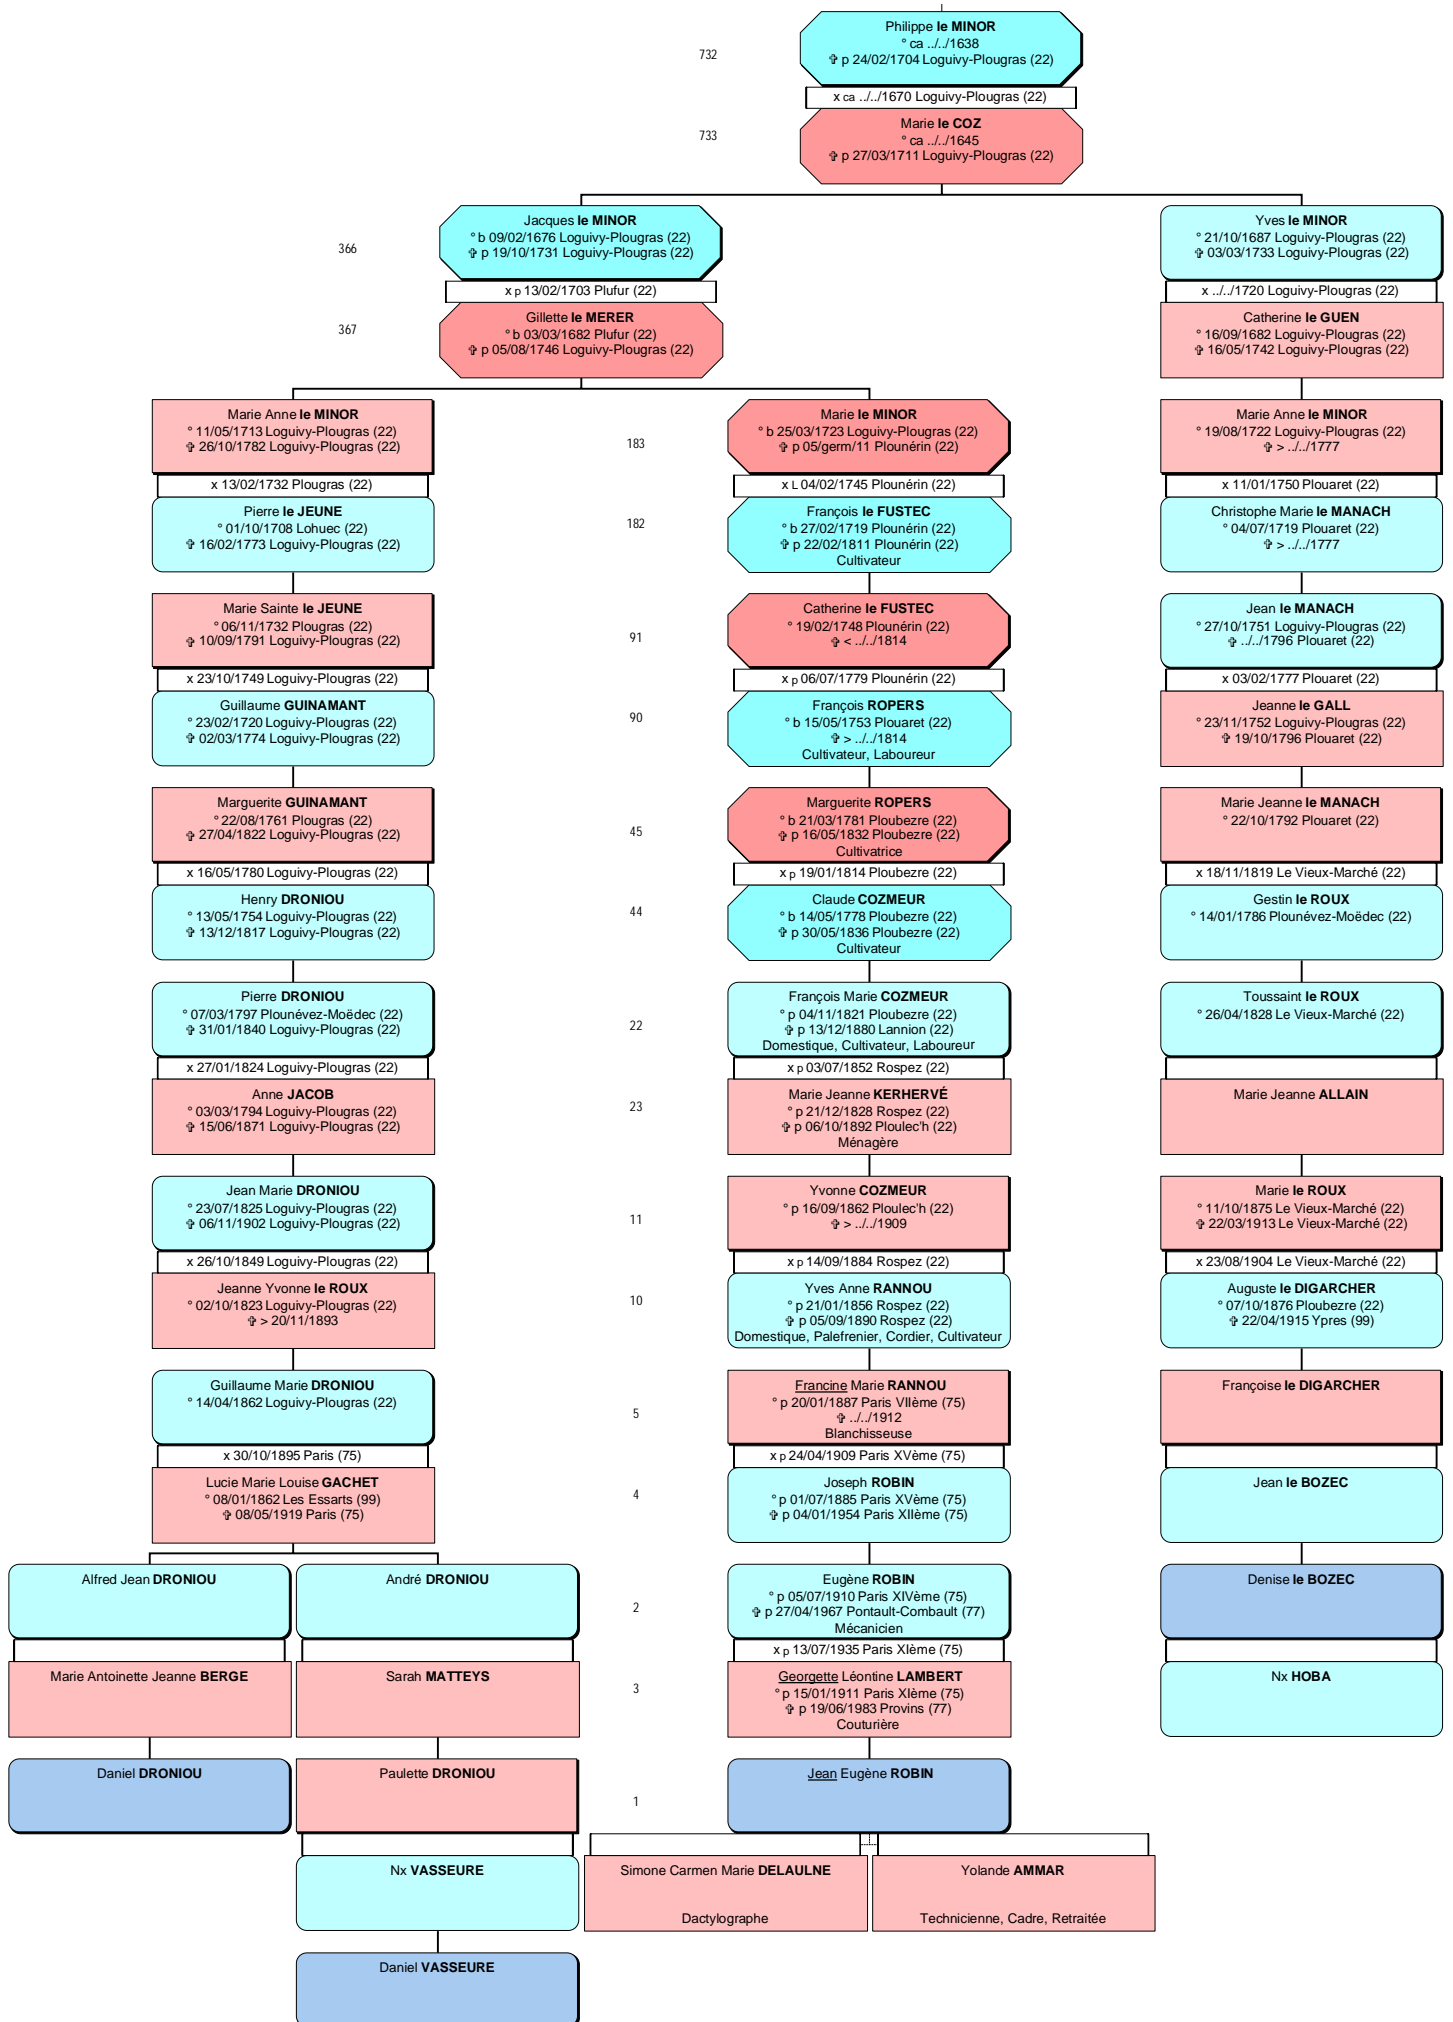 Philippe le MINOR
° ca ../../1638
732
✞ p 24/02/1704 Loguivy-Plougras (22)
x ca ../../1670 Loguivy-Plougras (22)
Marie le COZ
733
° ca ../../1645
✞ p 27/03/1711 Loguivy-Plougras (22)
Jacques le MINOR
366
° b 09/02/1676 Loguivy-Plougras (22)
✞ p 19/10/1731 Loguivy-Plougras (22)
x p 13/02/1703 Plufur (22)
Gillette le MERER
367
° b 03/03/1682 Plufur (22)
✞ p 05/08/1746 Loguivy-Plougras (22)
Yves le MINOR
° 21/10/1687 Loguivy-Plougras (22)
✞ 03/03/1733 Loguivy-Plougras (22)
x ../../1720 Loguivy-Plougras (22)
Catherine le GUEN
° 16/09/1682 Loguivy-Plougras (22)
✞ 16/05/1742 Loguivy-Plougras (22)
Marie Anne le MINOR
° 11/05/1713 Loguivy-Plougras (22)
✞ 26/10/1782 Loguivy-Plougras (22)
x 13/02/1732 Plougras (22)
Pierre le JEUNE
° 01/10/1708 Lohuec (22)
✞ 16/02/1773 Loguivy-Plougras (22)
183
Marie le MINOR
° b 25/03/1723 Loguivy-Plougras (22)
✞ p 05/germ/11 Plounérin (22)
x L 04/02/1745 Plounérin (22)
182
François le FUSTEC
° b 27/02/1719 Plounérin (22)
✞ p 22/02/1811 Plounérin (22)
Cultivateur
Marie Anne le MINOR
° 19/08/1722 Loguivy-Plougras (22)
✞ > ../../1777
x 11/01/1750 Plouaret (22)
Christophe Marie le MANACH
° 04/07/1719 Plouaret (22)
✞ > ../../1777
Marie Sainte le JEUNE
° 06/11/1732 Plougras (22)
✞ 10/09/1791 Loguivy-Plougras (22)
x 23/10/1749 Loguivy-Plougras (22)
Guillaume GUINAMANT
° 23/02/1720 Loguivy-Plougras (22)
✞ 02/03/1774 Loguivy-Plougras (22)
91
Catherine le FUSTEC
° 19/02/1748 Plounérin (22)
✞ < ../../1814
x p 06/07/1779 Plounérin (22)
90
François ROPERS
° b 15/05/1753 Plouaret (22)
✞ > ../../1814
Cultivateur, Laboureur
Jean le MANACH
° 27/10/1751 Loguivy-Plougras (22)
✞ ../../1796 Plouaret (22)
x 03/02/1777 Plouaret (22)
Jeanne le GALL
° 23/11/1752 Loguivy-Plougras (22)
✞ 19/10/1796 Plouaret (22)
Marguerite GUINAMANT
° 22/08/1761 Plougras (22)
✞ 27/04/1822 Loguivy-Plougras (22)
x 16/05/1780 Loguivy-Plougras (22)
Henry DRONIOU
° 13/05/1754 Loguivy-Plougras (22)
✞ 13/12/1817 Loguivy-Plougras (22)
45
Marguerite ROPERS
° b 21/03/1781 Ploubezre (22)
✞ p 16/05/1832 Ploubezre (22)
Cultivatrice
x p 19/01/1814 Ploubezre (22)
44
Claude COZMEUR
° b 14/05/1778 Ploubezre (22)
✞ p 30/05/1836 Ploubezre (22)
Cultivateur
Marie Jeanne le MANACH
° 22/10/1792 Plouaret (22)
x 18/11/1819 Le Vieux-Marché (22)
Gestin le ROUX
° 14/01/1786 Plounévez-Moëdec (22)
Pierre DRONIOU
° 07/03/1797 Plounévez-Moëdec (22)
✞ 31/01/1840 Loguivy-Plougras (22)
x 27/01/1824 Loguivy-Plougras (22)
Anne JACOB
° 03/03/1794 Loguivy-Plougras (22)
✞ 15/06/1871 Loguivy-Plougras (22)
22
François Marie COZMEUR
° p 04/11/1821 Ploubezre (22)
✞ p 13/12/1880 Lannion (22)
Domestique, Cultivateur, Laboureur
x p 03/07/1852 Rospez (22)
23
Marie Jeanne KERHERVÉ
° p 21/12/1828 Rospez (22)
✞ p 06/10/1892 Ploulec'h (22)
Ménagère
Toussaint le ROUX
° 26/04/1828 Le Vieux-Marché (22)
Marie Jeanne ALLAIN
Jean Marie DRONIOU
° 23/07/1825 Loguivy-Plougras (22)
✞ 06/11/1902 Loguivy-Plougras (22)
x 26/10/1849 Loguivy-Plougras (22)
Jeanne Yvonne le ROUX
° 02/10/1823 Loguivy-Plougras (22)
✞ > 20/11/1893
11
Yvonne COZMEUR
° p 16/09/1862 Ploulec'h (22)
✞ > ../../1909
x p 14/09/1884 Rospez (22)
10
Yves Anne RANNOU
° p 21/01/1856 Rospez (22)
✞ p 05/09/1890 Rospez (22)
Domestique, Palefrenier, Cordier, Cultivateur
Marie le ROUX
° 11/10/1875 Le Vieux-Marché (22)
✞ 22/03/1913 Le Vieux-Marché (22)
x 23/08/1904 Le Vieux-Marché (22)
Auguste le DIGARCHER
° 07/10/1876 Ploubezre (22)
✞ 22/04/1915 Ypres (99)
Guillaume Marie DRONIOU
° 14/04/1862 Loguivy-Plougras (22)
x 30/10/1895 Paris (75)
Lucie Marie Louise GACHET
° 08/01/1862 Les Essarts (99)
✞ 08/05/1919 Paris (75)
5
Francine Marie RANNOU
° p 20/01/1887 Paris VIIème (75)
✞ ../../1912
Blanchisseuse
x p 24/04/1909 Paris XVème (75)
4
Joseph ROBIN
° p 01/07/1885 Paris XVème (75)
✞ p 04/01/1954 Paris XIIème (75)
Françoise le DIGARCHER
Jean le BOZEC
Alfred Jean DRONIOU
Marie Antoinette Jeanne BERGE
André DRONIOU
Sarah MATTEYS
2
Eugène ROBIN
° p 05/07/1910 Paris XIVème (75)
✞ p 27/04/1967 Pontault-Combault (77)
Mécanicien
x p 13/07/1935 Paris XIème (75)
3
Georgette Léontine LAMBERT
° p 15/01/1911 Paris XIème (75)
✞ p 19/06/1983 Provins (77)
Couturière
Denise le BOZEC
Nx HOBA
Daniel DRONIOU
Paulette DRONIOU
Nx VASSEURE
1
Jean Eugène ROBIN
Simone Carmen Marie DELAULNE
Dactylographe
Yolande AMMAR
Technicienne, Cadre, Retraitée
Daniel VASSEURE